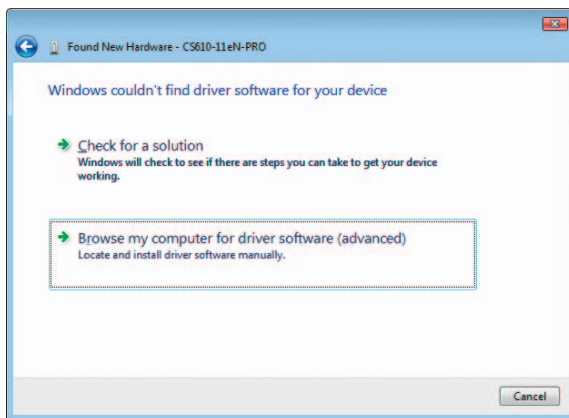 Found New Hardware - CS610-11eN-PRO
Windows couldn't find driver software for your device
Check for a solution
Windows will check to see if there are steps you can take to get your device
working.
Browse my computer for driver software (advanced)
Locate and install driver software manually.
Cancel